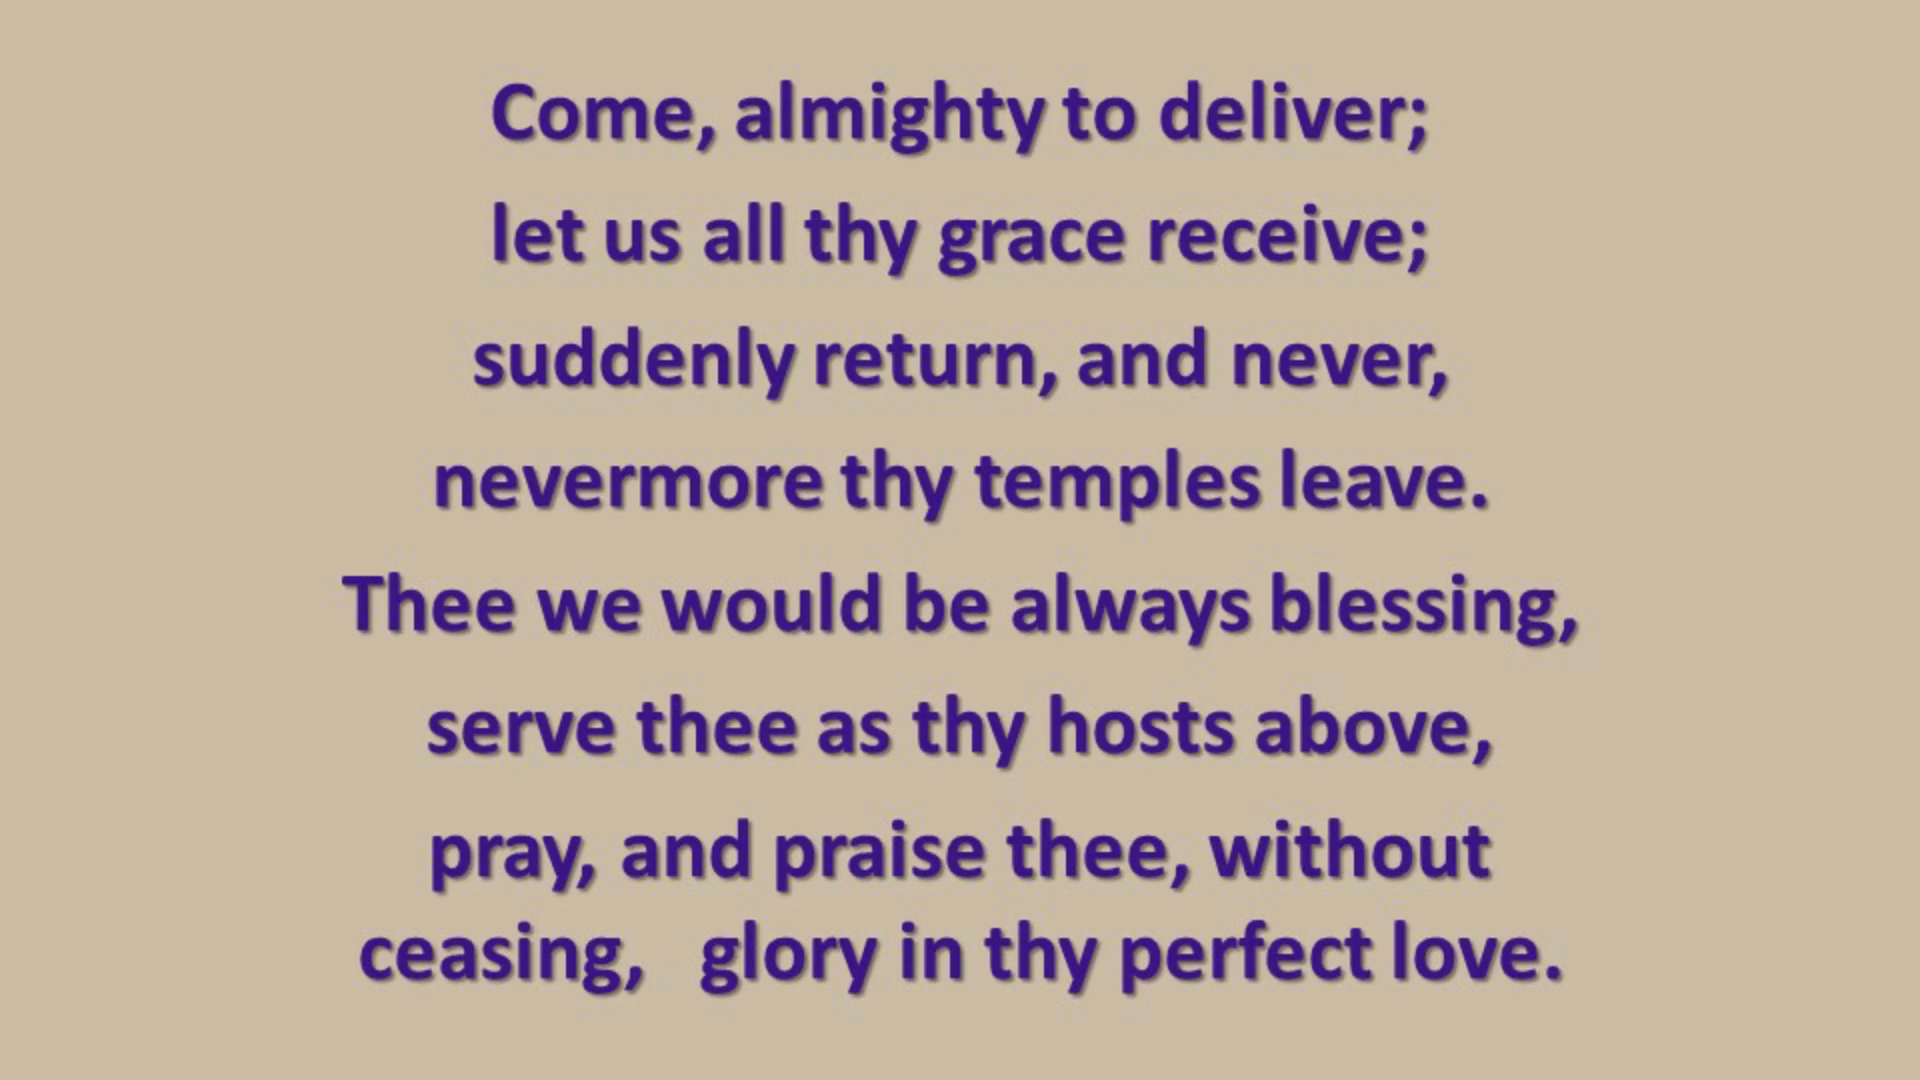 Come, almighty to deliver;
let us all thy grace receive;
suddenly return, and never,
nevermore thy temples leave.
Thee we would be always blessing,
serve thee as thy hosts above,
pray, and praise thee, without
ceasing,   glory in thy perfect love.